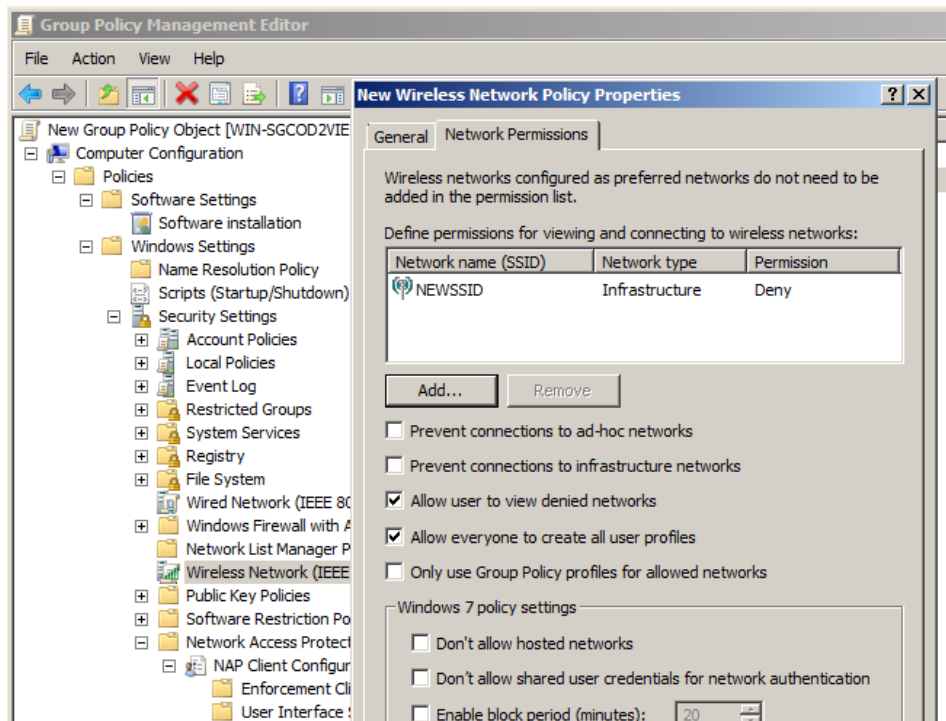 Group Policy Management Editor
File Action View Help
New Group Policy Object [WIN-SGCOD2VIE
Computer Configuration
Policies
Software Settings
Software installation
Windows Settings
Name Resolution Policy
Scripts (Startup/Shutdown)
Security Settings
Account Policies
Local Policies
Event Log
Restricted Groups
System Services
Registry
File System
Wired Network (IEEE 80
Windows Firewall with A
Network List Manager P
Wireless Network (IEEE
Public Key Policies
Software Restriction Po
Network Access Protect
NAP Client Configur
Enforcement Cli
User Interface
New Wireless Network Policy Properties
General Network Permissions
Wireless networks configured as preferred networks do not need to be
added in the permission list.
Define permissions for viewing and connecting to wireless networks:
Network name (SSID) Network type Permission
NEWSSID Infrastructure Deny
Add... Remove
Prevent connections to ad-hoc networks
Prevent connections to infrastructure networks
Allow user to view denied networks
Allow everyone to create all user profiles
Only use Group Policy profiles for allowed networks
Windows 7 policy settings
Don't allow hosted networks
Don't allow shared user credentials for network authentication
Enable block period (minutes): 20